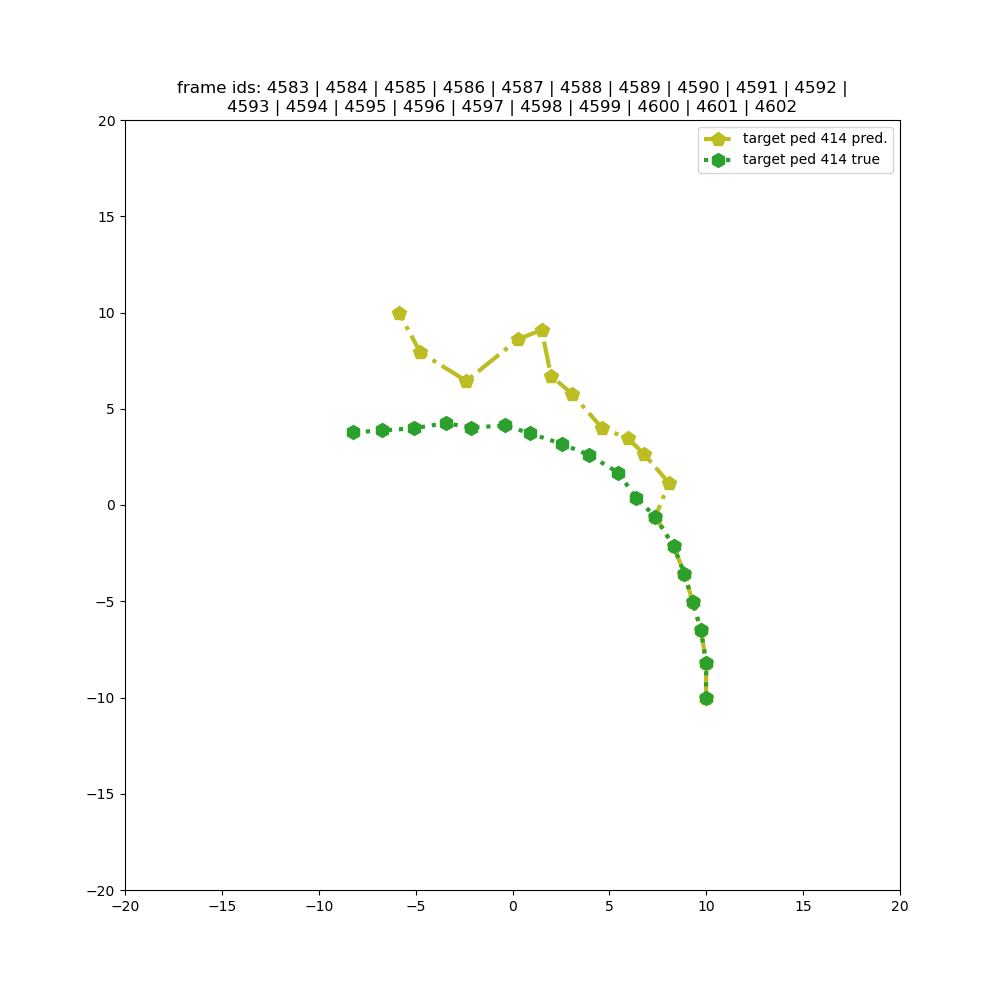 frame ids: 4583 | 4584 | 4585 | 4586 | 4587 | 4588 | 4589 | 4590 | 4591 | 4592 |
4593 | 4594 | 4595 | 4596 | 4597 | 4598 | 4599 | 4600 | 4601 | 4602
target ped 414 pred.
target ped 414 true
20
15
10
5
0
−5
−10
−15
−20
−20 −15 −10 −5 0 5 10 15 20